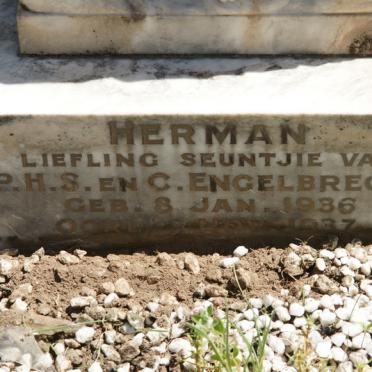 HERMAN
LIEFLING SEUNTJIE VA
P.H.S. EN C. ENGELBREC
GEB. 8 JAN. 1936